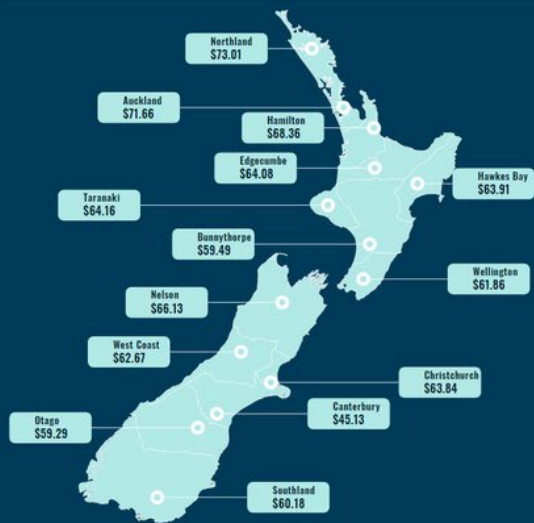 Northland
$73.01
Auckland
$71.66
Hamilton
$68.36
Edgecumbe
$64.08
Hawkes Bay
$63.91
Taranaki
$64.16
Bunnythorpe
$59.49
Wellington
$61.86
Nelson
$66.13
West Coast
$62.67
Christchurch
$63.84
Canterbury
$45.13
Otago
$59.29
Southland
$60.18